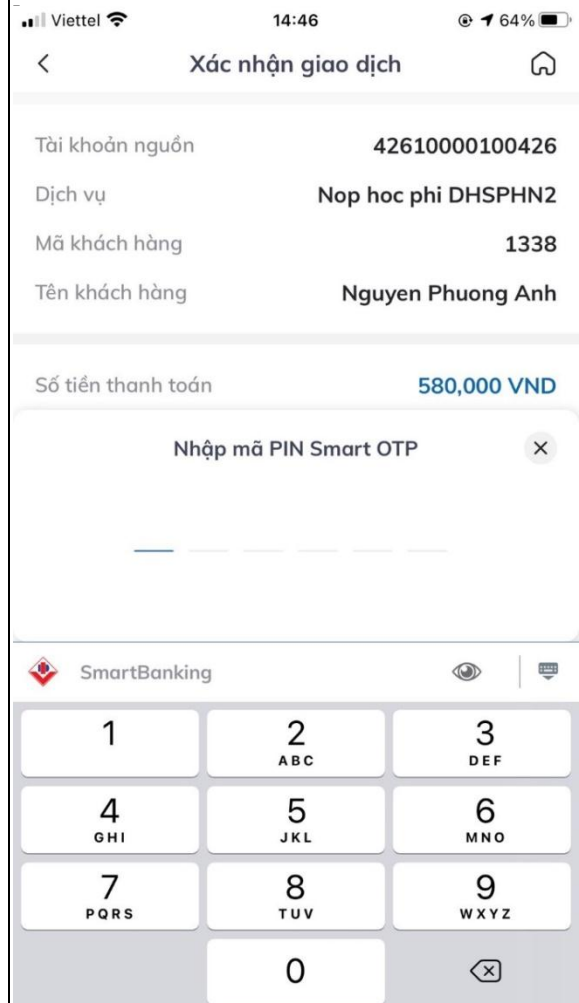 Viettel 14:46 64%
Xác nhận giao dịch
Tài khoản nguồn 42610000100426
Dịch vụ Nop hoc phi DHSPHN2
Mã khách hàng 1338
Tên khách hàng Nguyen Phuong Anh
Số tiền thanh toán 580,000 VND
Nhập mã PIN Smart OTP
SmartBanking
1 2 3
ABC DEF
4 5 6
GHI JKL MNO
7 8 9
PQRS TUV WXYZ
0